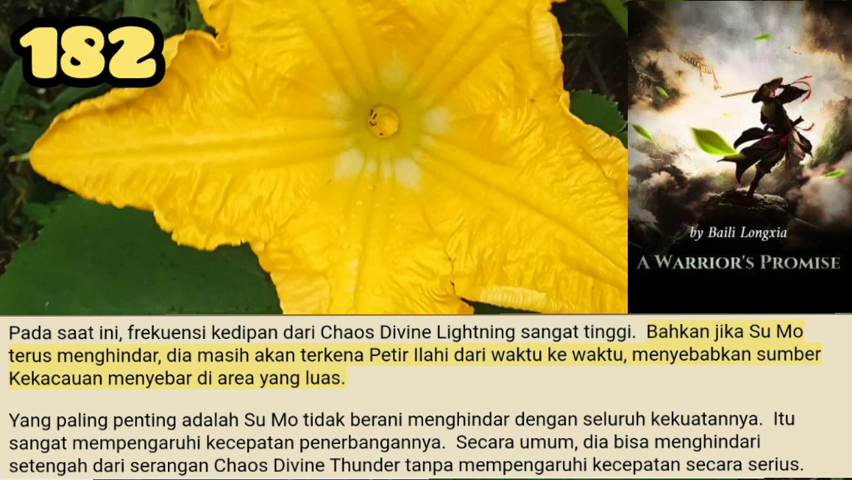 182
by Baili Longxia
A WARRIOR'S PROMISE
Pada saat ini, frekuensi kedipan dari Chaos Divine Lightning sangat tinggi.  Bahkan jika Su Mo
terus menghindar, dia masih akan terkena Petir Ilahi dari waktu ke waktu, menyebabkan sumber
Kekacauan menyebar di area yang luas.
Yang paling penting adalah Su Mo tidak berani menghindar dengan seluruh kekuatannya.  Itu
sangat mempengaruhi kecepatan penerbangannya.  Secara umum, dia bisa menghindari
setengah dari serangan Chaos Divine Thunder tanpa mempengaruhi kecepatan secara serius.